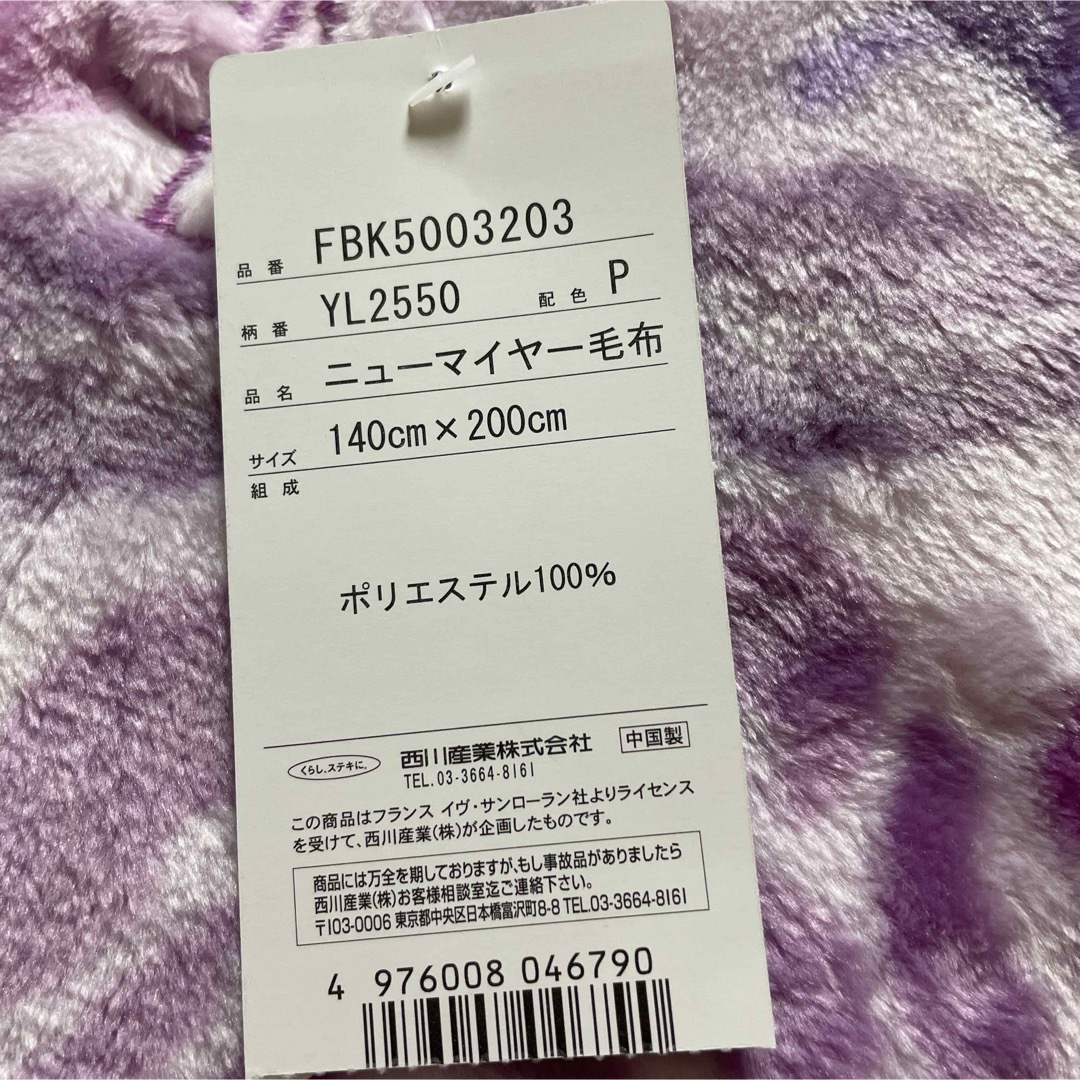 品番 FBK5003203
柄番 YL2550 配色 P
品名 ニューマイヤー毛布
サイズ 140cm×200cm
組成
ポリエステル100%
くらし、ステキに。 西川産業株式会社 中国製
TEL.03-3664-8161
この商品はフランス イヴ・サンローラン社よりライセンス
を受けて、西川産業(株)が企画したものです。
商品には万全を期しておりますが、もし事故品がありましたら
西川産業(株)お客様相談室迄ご連絡下さい。
〒103-0006 東京都中央区日本橋富沢町8-8 TEL.03-3664-8161
4 976008 046790